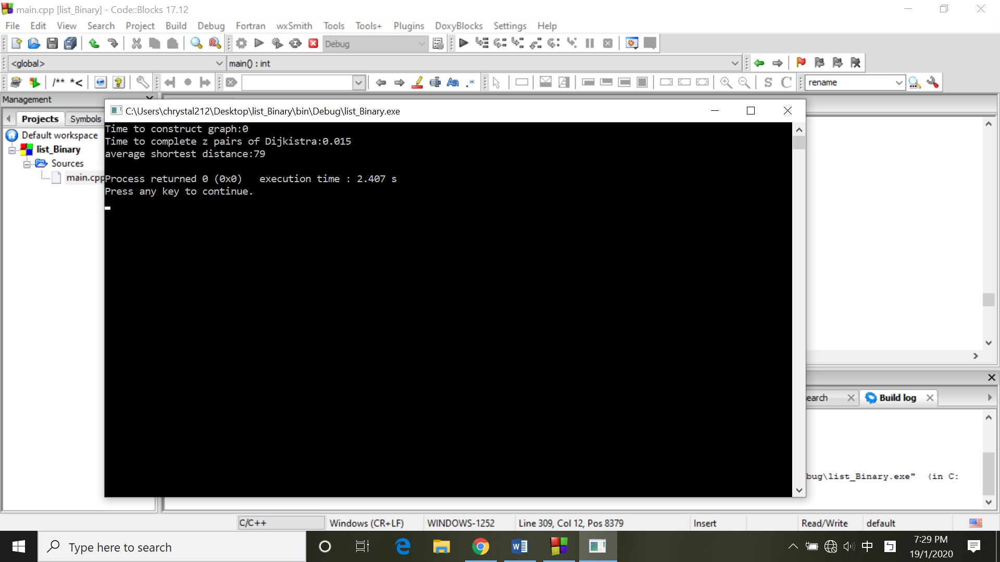 main.cpp [list_Binary] - Code::Blocks 17.12
File Edit View Search Project Build Debug Fortran wxSmith Tools Tools+ Plugins DoxyBlocks Settings Help
Debug
<global> main() : int
/** *< rename
Management
Projects Symbols
C:\Users\chrystal212\Desktop\list_Binary\bin\Debug\list_Binary.exe
Default workspace
list_Binary
Sources
main.cpp
Time to construct graph:0
Time to complete z pairs of Dijkistra:0.015
average shortest distance:79
Process returned 0 (0x0)   execution time : 2.407 s
Press any key to continue.
earch Build log
bug\list_Binary.exe"  (in C:
C/C++ Windows (CR+LF) WINDOWS-1252 Line 309, Col 12, Pos 8379 Insert Read/Write default
Type here to search
中 ㄅ
7:29 PM
19/1/2020